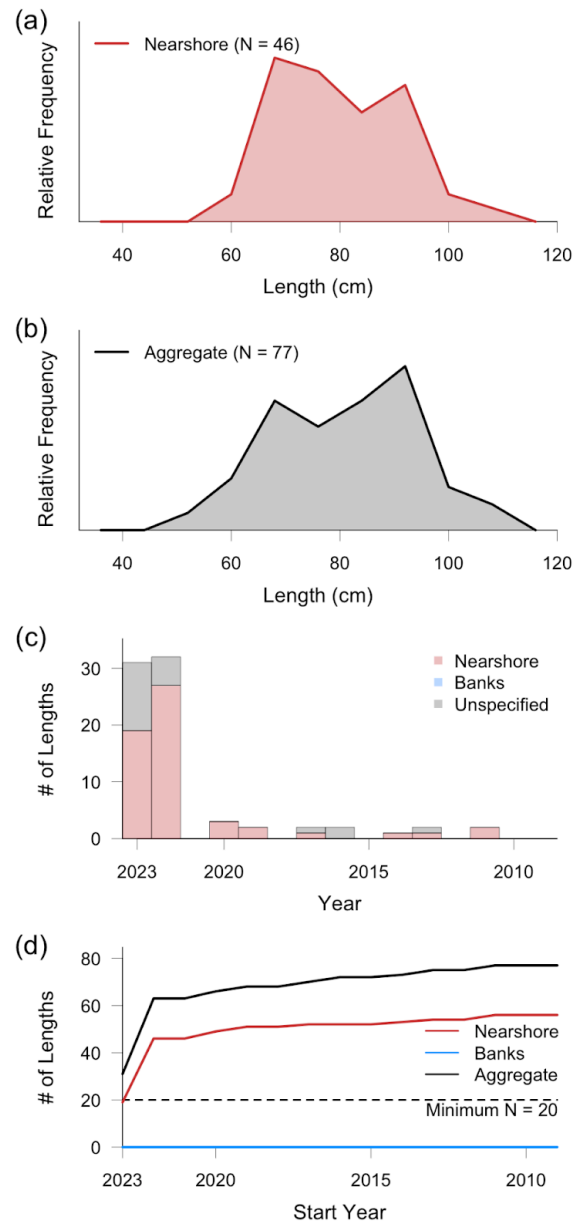 (a)
Nearshore (N = 46)
Relative Frequency
40 60 80 100 120
Length (cm)
(b)
Aggregate (N = 77)
Relative Frequency
40 60 80 100 120
Length (cm)
(c)
30
20
10
0
# of Lengths
Nearshore
Banks
Unspecified
2023 2020 2015 2010
Year
(d)
80
60
40
20
0
# of Lengths
Nearshore
Banks
Aggregate
Minimum N = 20
2023 2020 2015 2010
Start Year